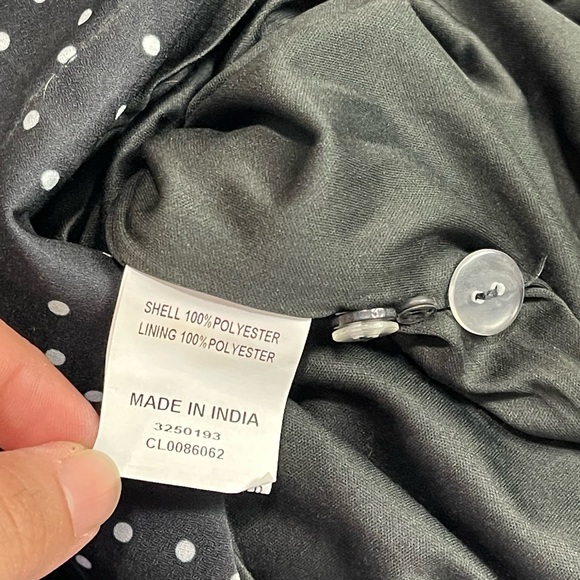 SHELL 100%POLYESTER
LINING 100%POLYESTER
MADE IN INDIA
3250193
CL0086062